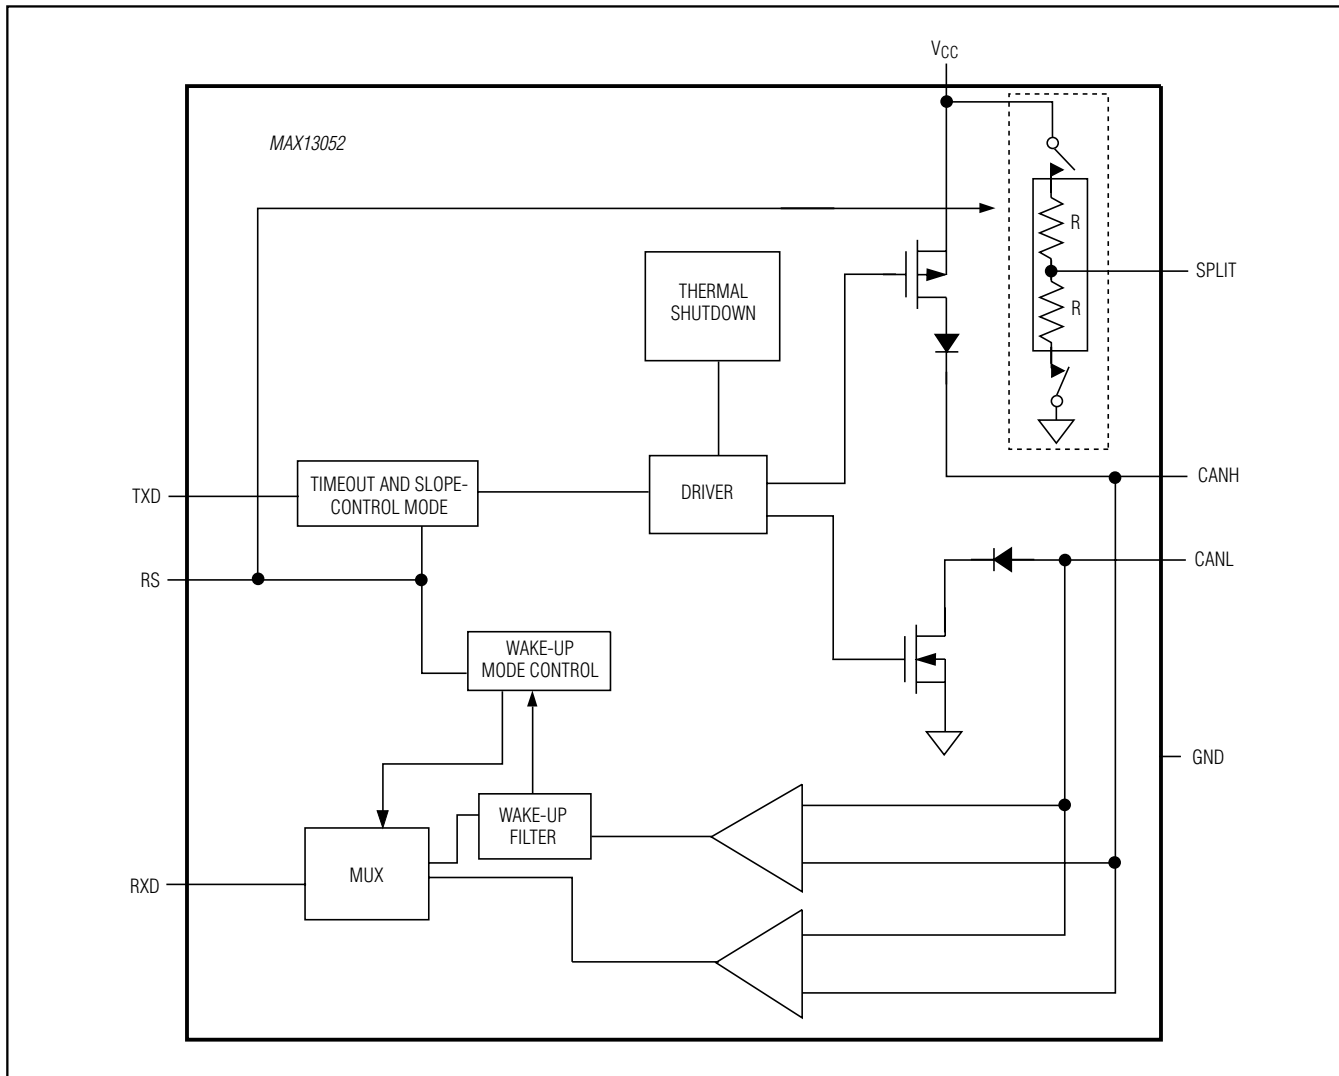 VCC
MAX13052
R
SPLIT
THERMAL
SHUTDOWN
R
CANH
TIMEOUT AND SLOPE-
CONTROL MODE
TXD
DRIVER
CANL
RS
WAKE-UP
MODE CONTROL
GND
WAKE-UP
FILTER
MUX
RXD